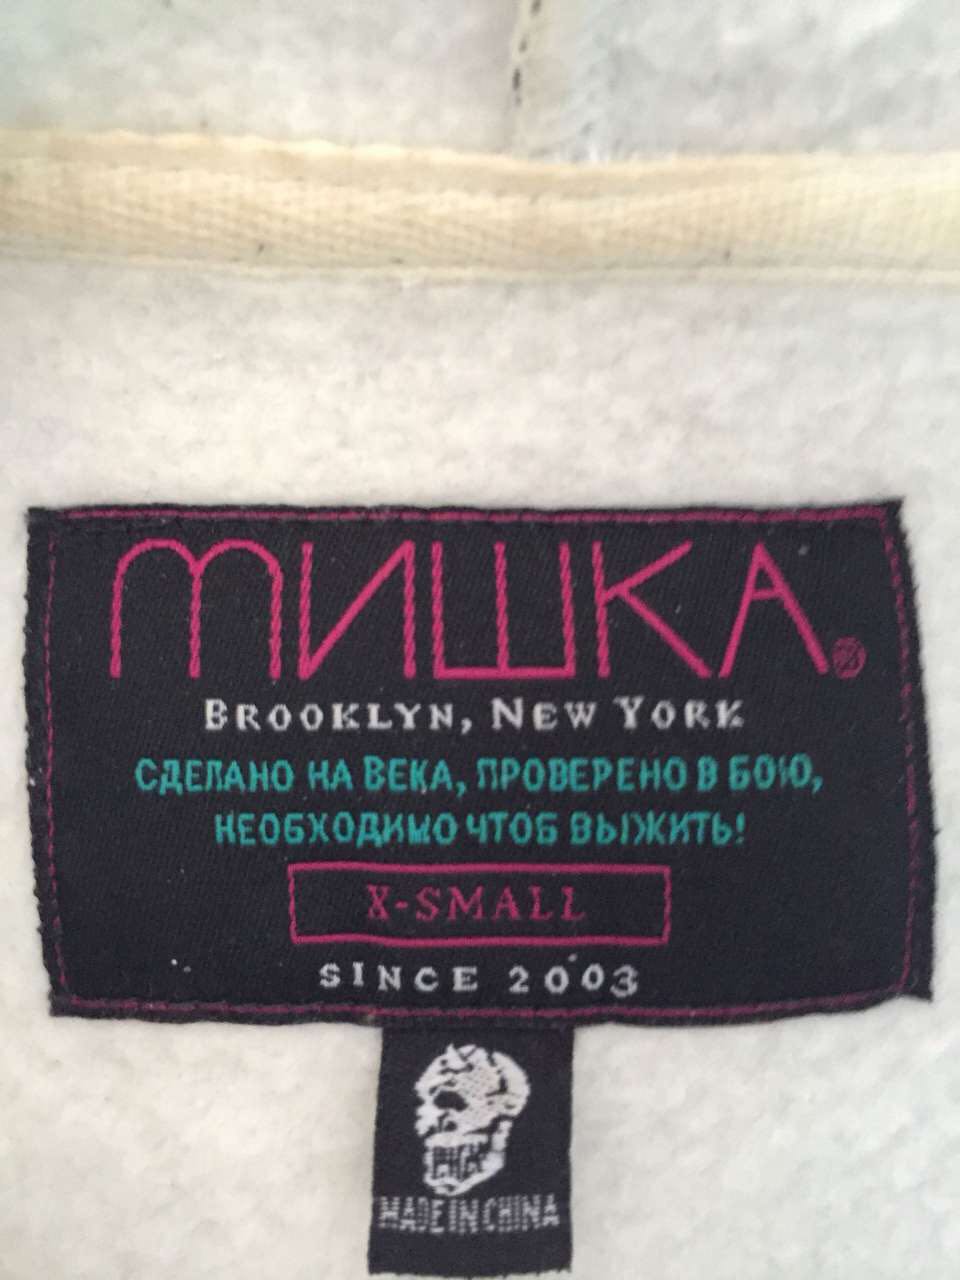 МИШКА®
BROOKLYN, NEW YORK
СДЕЛАНО НА ВЕКА, ПРОВЕРЕНО В БОЮ,
НЕОБХОДИМО ЧТОБ ВЫЖИТЬ!
X-SMALL
SINCE 2003
MADE IN CHINA